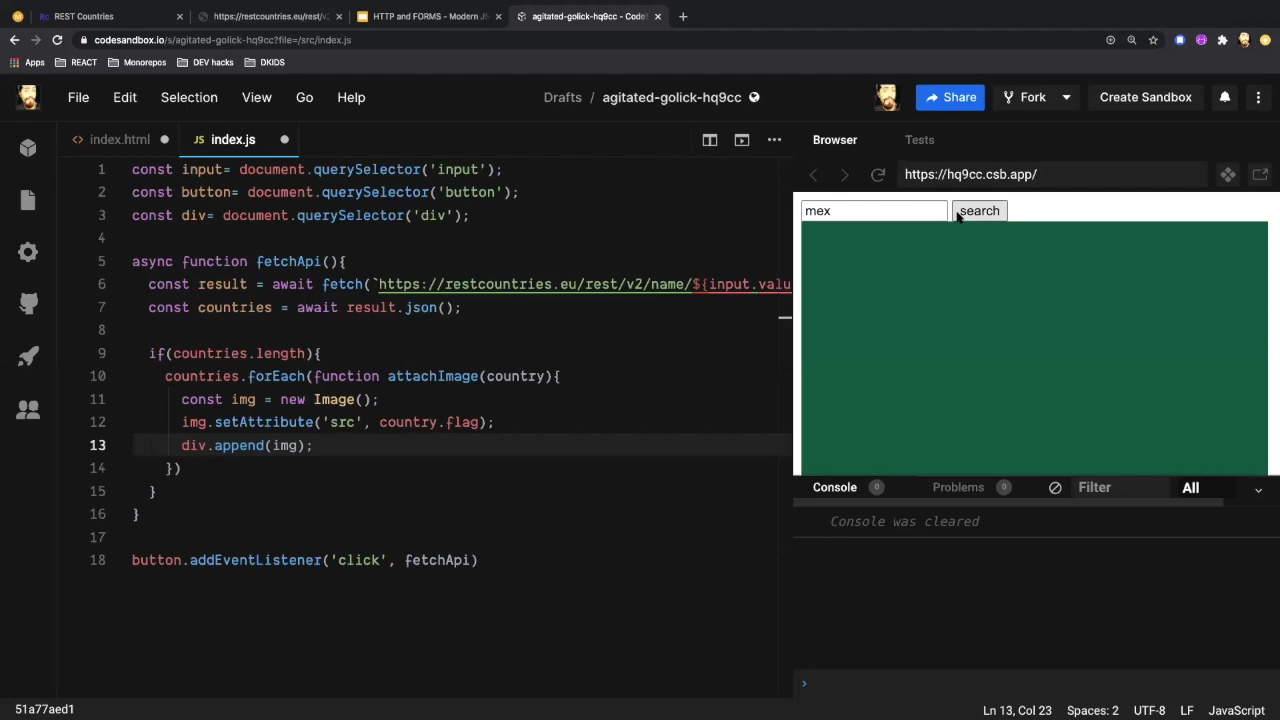 REST Countries
https://restcountries.eu/rest/v2
HTTP and FORMS - Modern JS
agitated-golick-hq9cc - CodeS
codesandbox.io/s/agitated-golick-hq9cc?file=/src/index.js
Apps REACT Monorepos DEV hacks DKIDS
File Edit Selection View Go Help
Drafts / agitated-golick-hq9cc
Share Fork Create Sandbox
index.html JS index.js
Browser Tests
https://hq9cc.csb.app/
1 const input= document.querySelector('input');
2 const button= document.querySelector('button');
3 const div= document.querySelector('div');
4
5 async function fetchApi(){
6 const result = await fetch(`https://restcountries.eu/rest/v2/name/${input.valu
7 const countries = await result.json();
8
9 if(countries.length){
10 countries.forEach(function attachImage(country){
11 const img = new Image();
12 img.setAttribute('src', country.flag);
13 div.append(img);
14 })
15 }
16 }
17
18 button.addEventListener('click', fetchApi)
mex search
Console 0 Problems 0 Filter All
Console was cleared
51a77aed1
Ln 13, Col 23 Spaces: 2 UTF-8 LF JavaScript